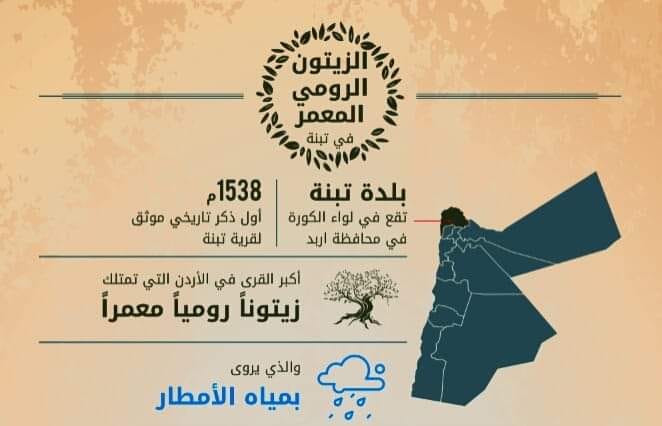 الزيتون
الرومي
المعمر
في تبنة
بلدة تبنة
تقع في لواء الكورة
في محافظة اربد
1538م
أول ذكر تاريخي موثق
لقرية تبنة
أكبر القرى في الأردن التي تمتلك
زيتوناً رومياً معمراً
والذي يروى
بمياه الأمطار